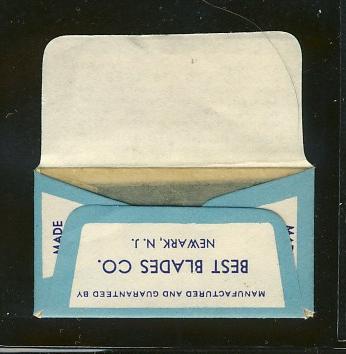 MANUFACTURED AND GUARANTEED BY
BEST BLADES CO.
NEWARK, N. J.
MADE
MA